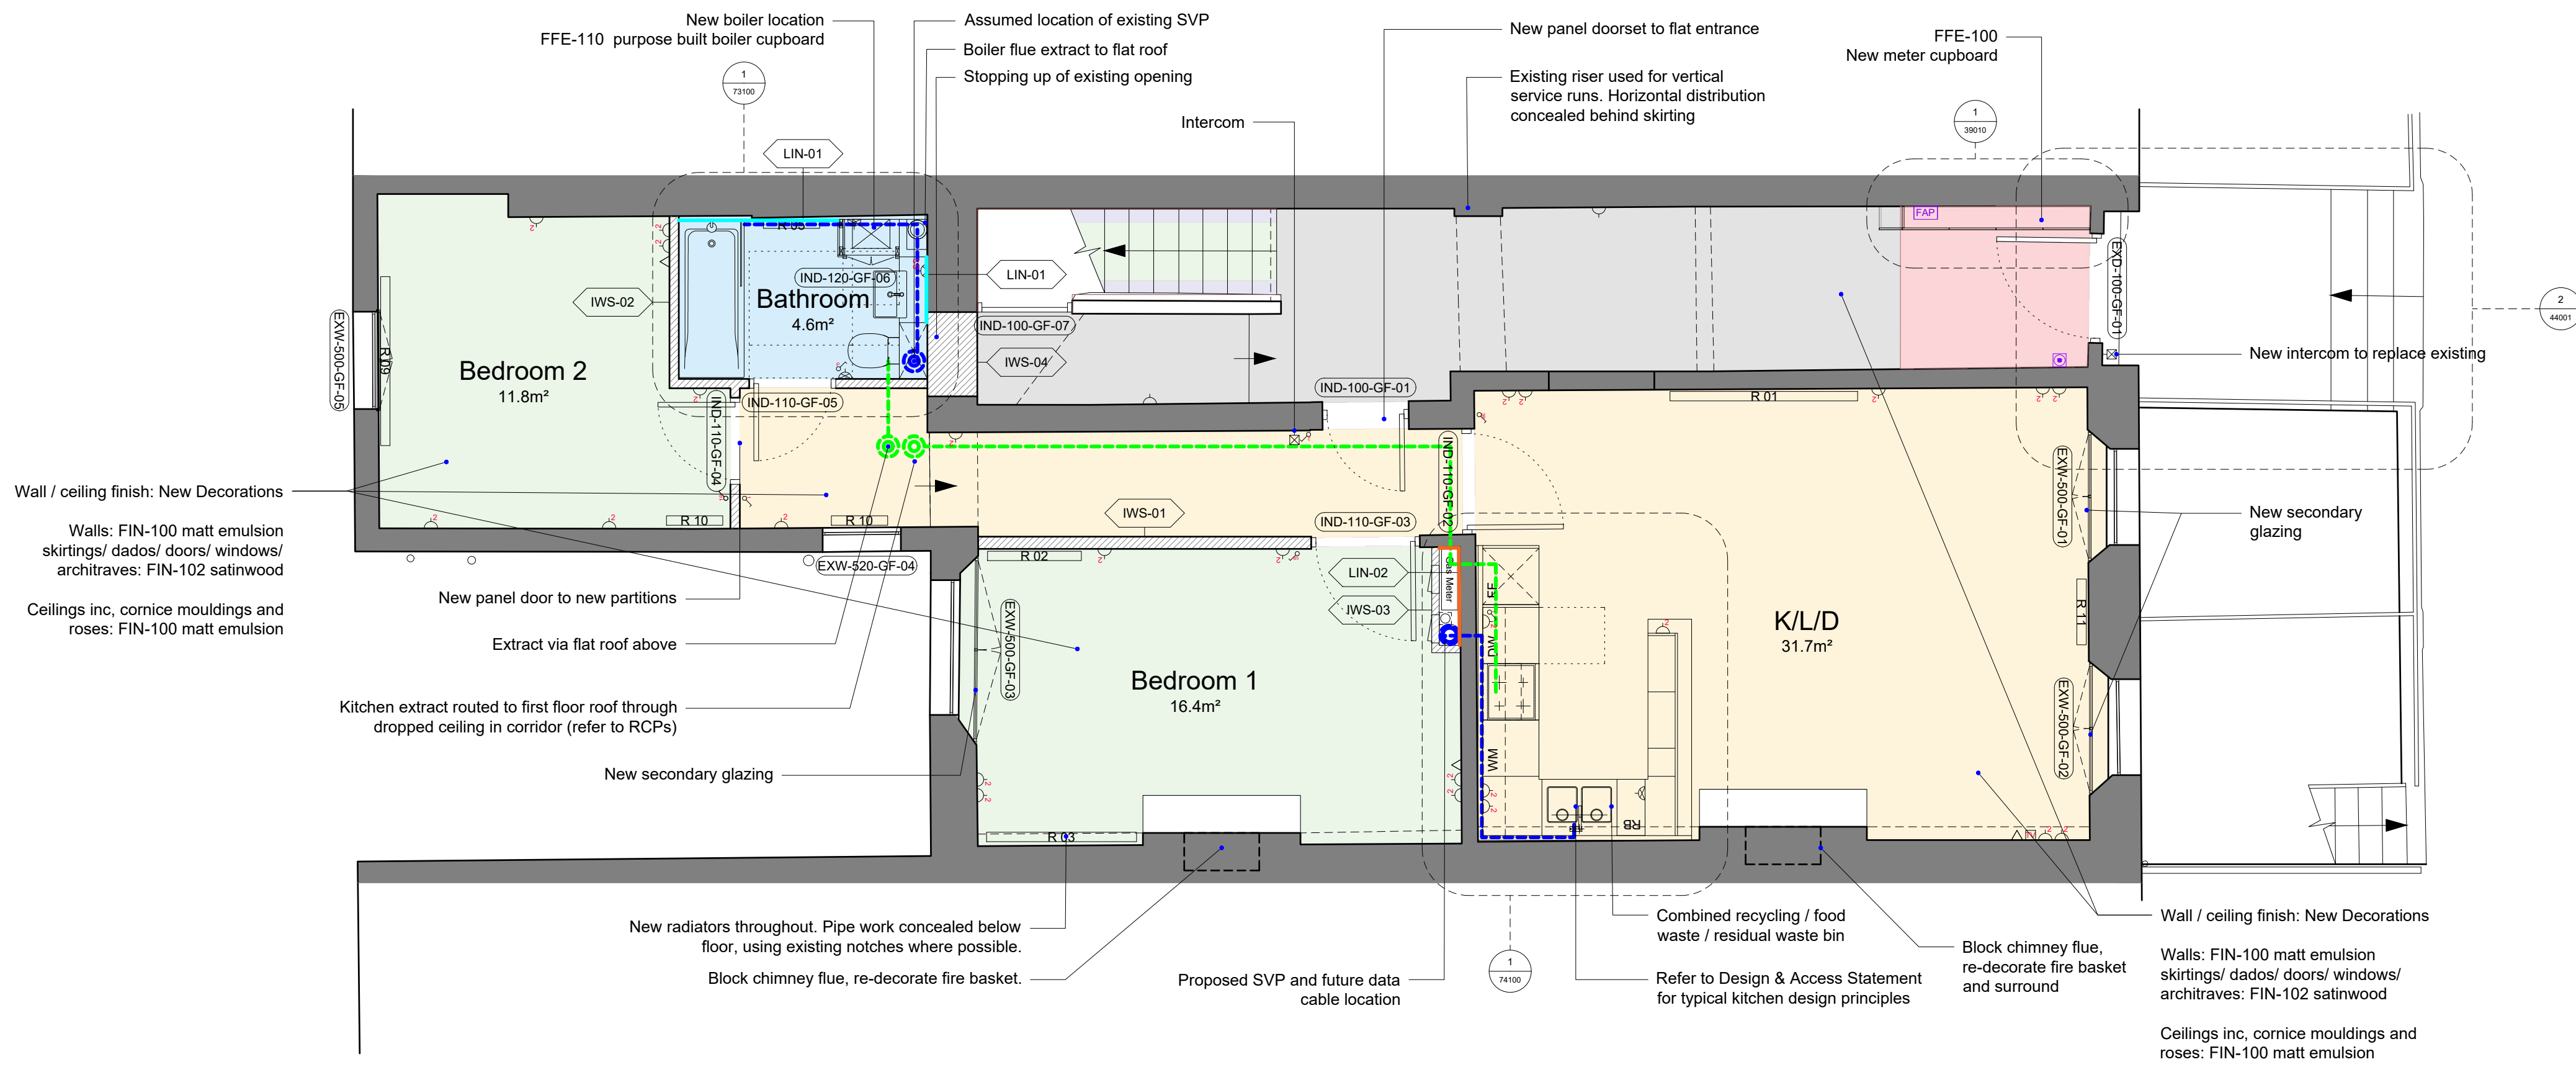 New boiler location
FFE-110  purpose built boiler cupboard
Assumed location of existing SVP
Boiler flue extract to flat roof
Stopping up of existing opening
New panel doorset to flat entrance
Existing riser used for vertical
service runs. Horizontal distribution
concealed behind skirting
FFE-100
New meter cupboard
Intercom
1
73100
1
39010
2
44001
LIN-01
FAP
R 05
IND-120-GF-06
Bathroom
4.6m²
IWS-02
LIN-01
IND-100-GF-07
IWS-04
EXD-100-GF-01
EXW-500-GF-05
R 09
Bedroom 2
11.8m²
IND-110-GF-04
IND-110-GF-05
IND-100-GF-01
R 01
New intercom to replace existing
IND-110-GF-02
EXW-500-GF-01
R 10
R 10
IWS-01
IND-110-GF-03
EXW-520-GF-04
R 02
LIN-02
IWS-03
Gas Meter
FF
DW
WM
RB
K/L/D
31.7m²
R 11
EXW-500-GF-03
EXW-500-GF-02
Bedroom 1
16.4m²
R 03
New secondary
glazing
Wall / ceiling finish: New Decorations
Walls: FIN-100 matt emulsion
skirtings/ dados/ doors/ windows/
architraves: FIN-102 satinwood
Ceilings inc, cornice mouldings and
roses: FIN-100 matt emulsion
New panel door to new partitions
Extract via flat roof above
Kitchen extract routed to first floor roof through
dropped ceiling in corridor (refer to RCPs)
New secondary glazing
New radiators throughout. Pipe work concealed below
floor, using existing notches where possible.
Block chimney flue, re-decorate fire basket.
Proposed SVP and future data
cable location
1
74100
Combined recycling / food
waste / residual waste bin
Refer to Design & Access Statement
for typical kitchen design principles
Block chimney flue,
re-decorate fire basket
and surround
Wall / ceiling finish: New Decorations
Walls: FIN-100 matt emulsion
skirtings/ dados/ doors/ windows/
architraves: FIN-102 satinwood
Ceilings inc, cornice mouldings and
roses: FIN-100 matt emulsion